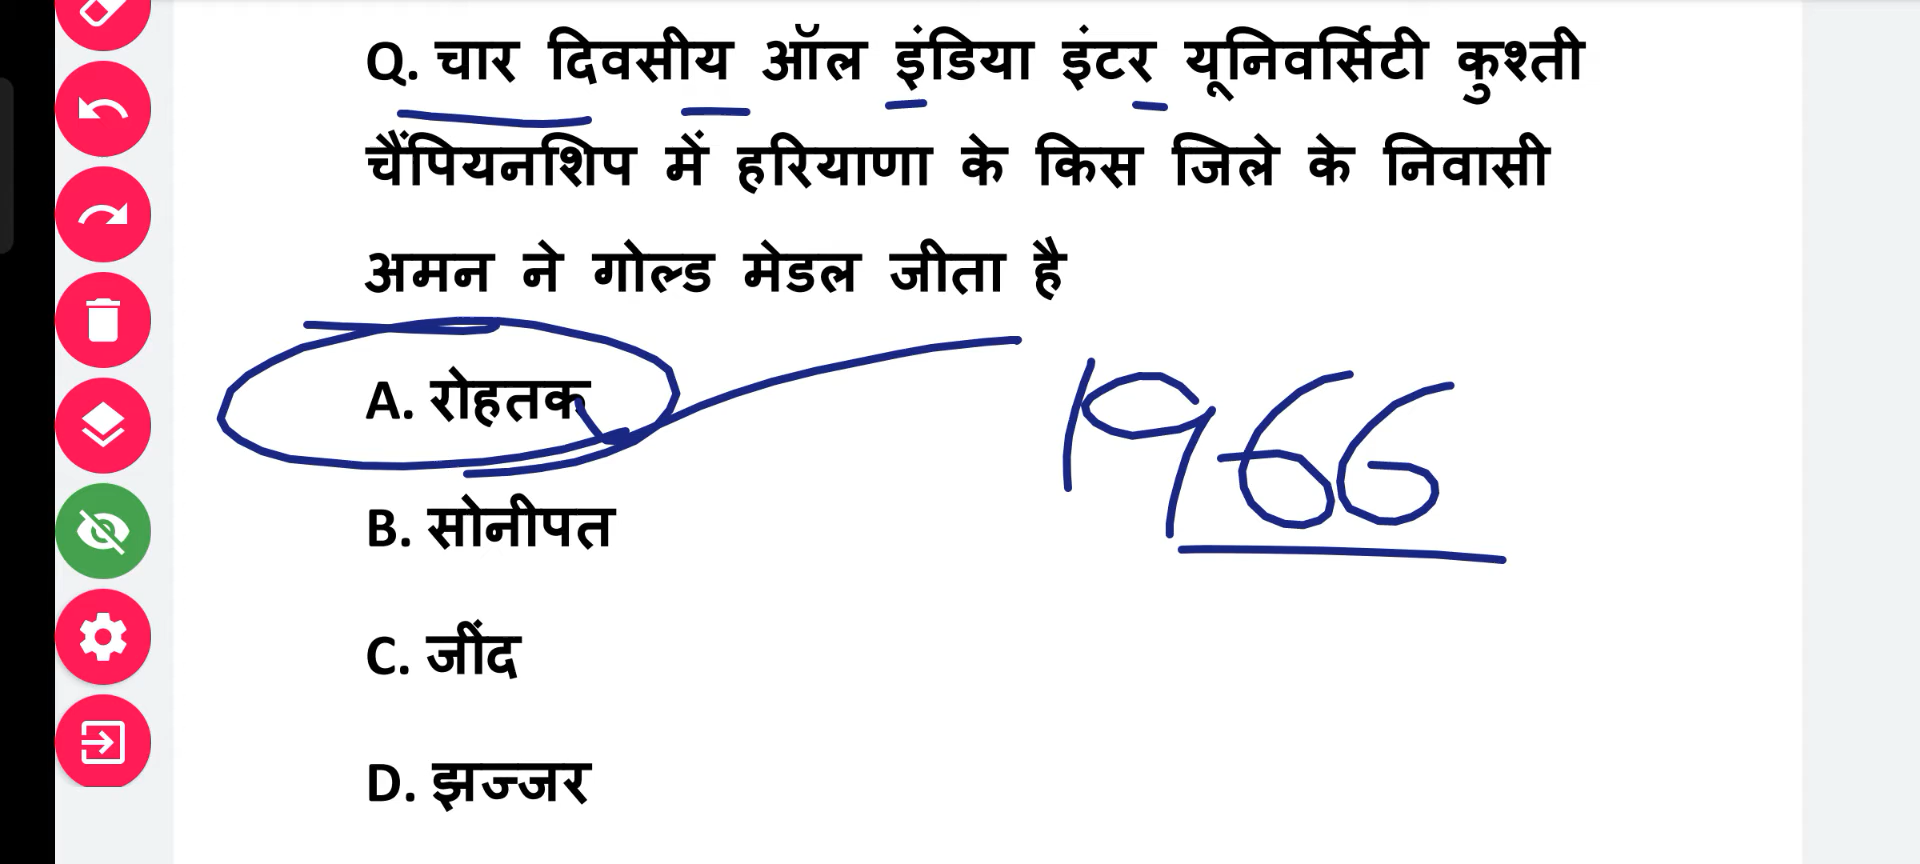 Q. चार दिवसीय ऑल इंडिया इंटर यूनिवर्सिटी कुश्ती
चैंपियनशिप में हरियाणा के किस जिले के निवासी
अमन ने गोल्ड मेडल जीता है
A. रोहतक
1966
B. सोनीपत
C. जींद
D. झज्जर